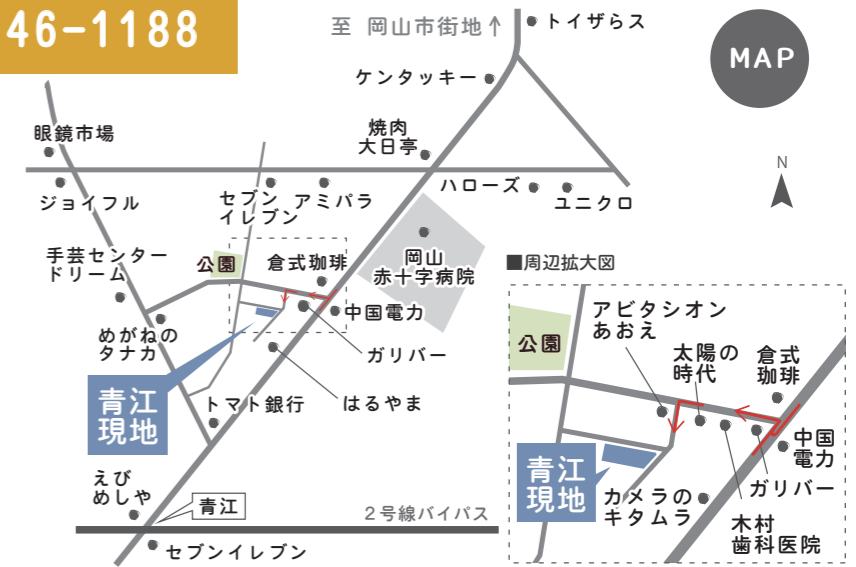 46-1188
至 岡山市街地↑
トイザらス
MAP
ケンタッキー
眼鏡市場
焼肉
大日亭
N
ジョイフル
セブン
イレブン
アミパラ
ハローズ
ユニクロ
手芸センター
ドリーム
公園
倉式珈琲
岡山
赤十字病院
中国電力
めがねの
タナカ
ガリバー
青江
現地
トマト銀行
はるやま
えび
めしや
青江
2号線バイパス
セブンイレブン
■周辺拡大図
アビタシオン
あおえ
公園
太陽の
時代
倉式
珈琲
中国
電力
青江
現地
カメラの
キタムラ
ガリバー
木村
歯科医院